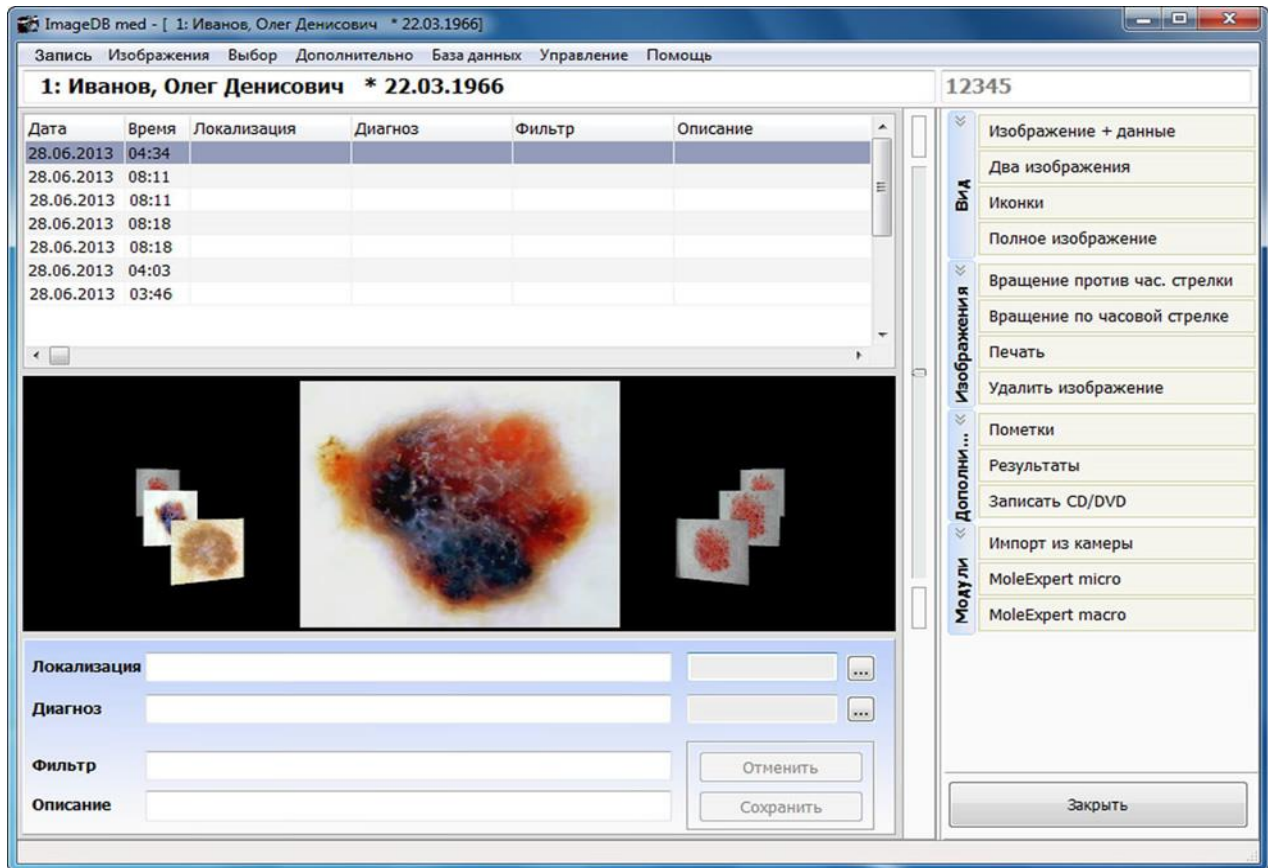 ImageDB med - [ 1: Иванов, Олег Денисович * 22.03.1966]
Запись Изображения Выбор Дополнительно База данных Управление Помощь
1: Иванов, Олег Денисович * 22.03.1966
12345
Дата Время Локализация Диагноз Фильтр Описание
28.06.2013 04:34
28.06.2013 08:11
28.06.2013 08:11
28.06.2013 08:18
28.06.2013 08:18
28.06.2013 04:03
28.06.2013 03:46
Локализация ...
Диагноз ...
Фильтр
Отменить
Описание
Сохранить
Вид
Изображение + данные
Два изображения
Иконки
Полное изображение
Изображения
Вращение против час. стрелки
Вращение по часовой стрелке
Печать
Удалить изображение
Дополни...
Пометки
Результаты
Записать CD/DVD
Модули
Импорт из камеры
MoleExpert micro
MoleExpert macro
Закрыть